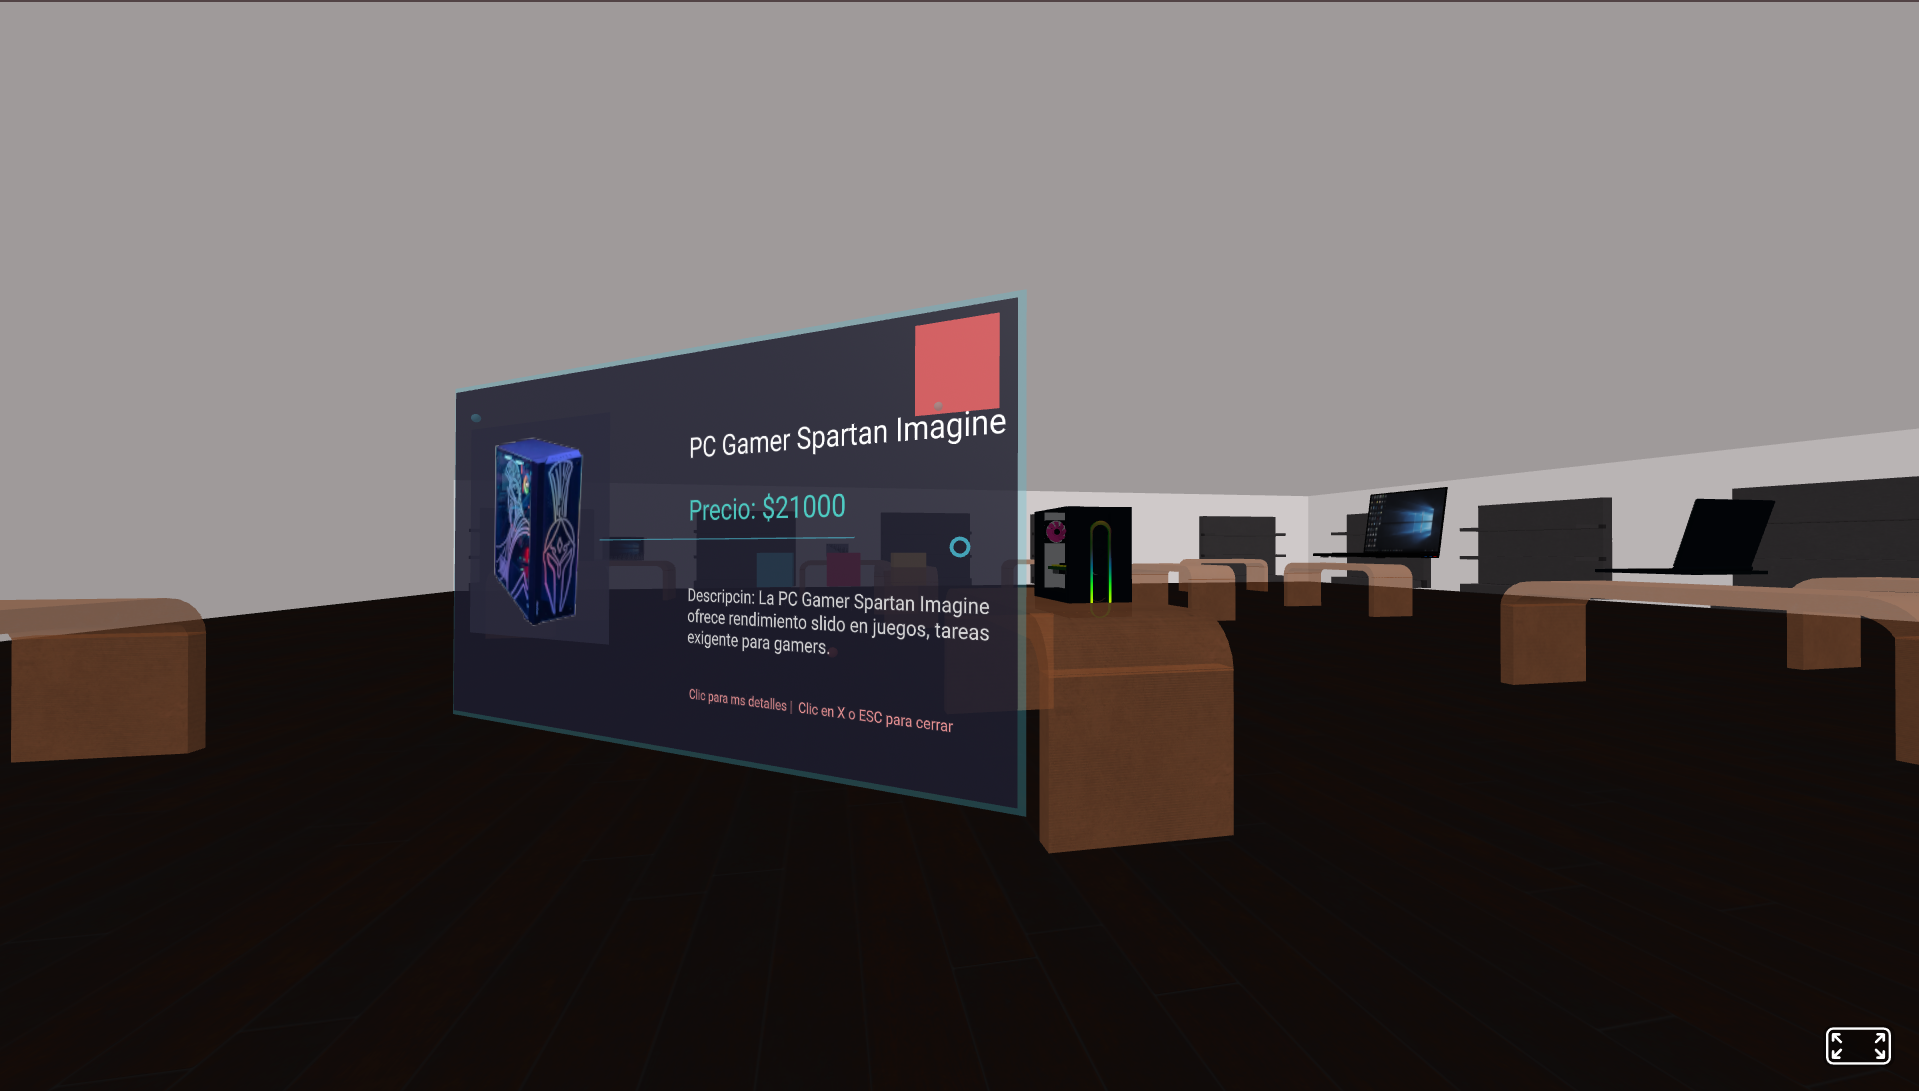 PC Gamer Spartan Imagine
Precio: $21000
Descripcin: La PC Gamer Spartan Imagine
ofrece rendimiento slido en juegos, tareas
exigente para gamers.
Clic para ms detalles | Clic en X o ESC para cerrar